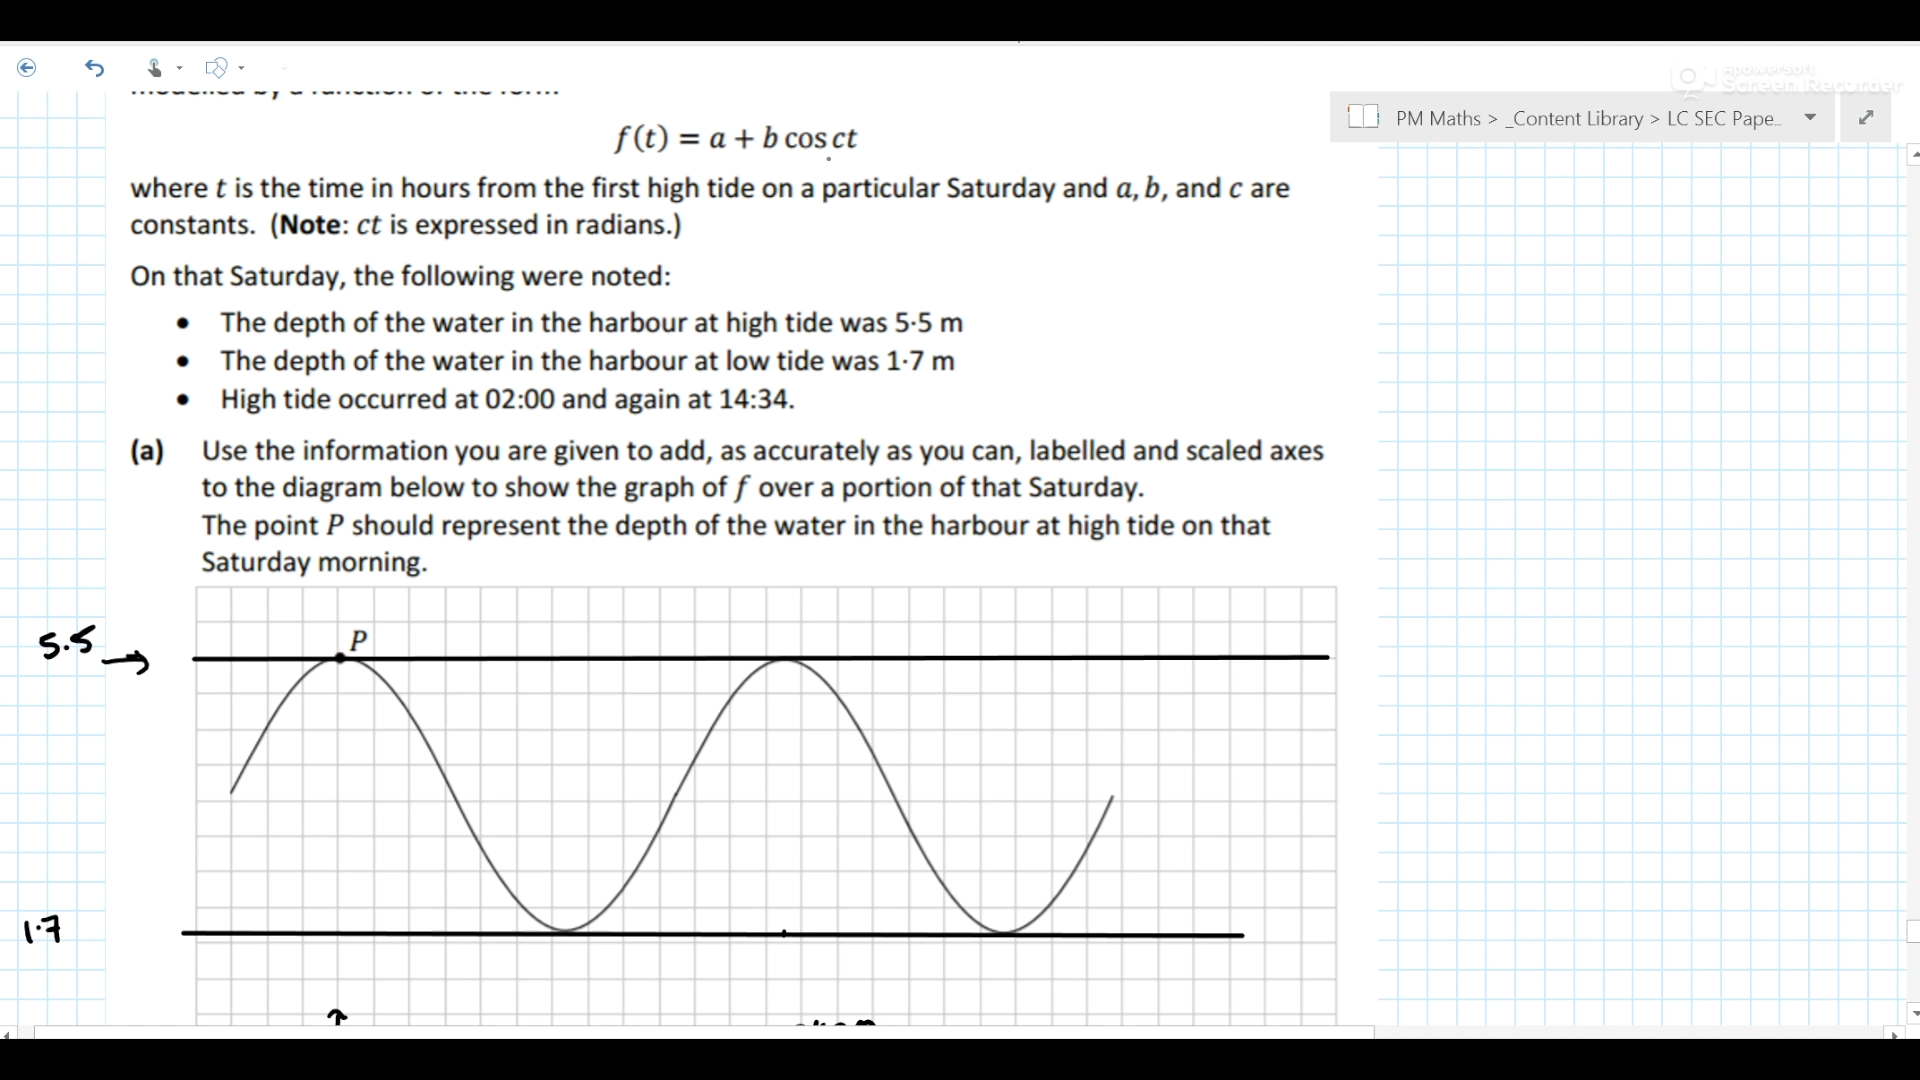 Apowersoft
Screen Recorder
PM Maths > _Content Library > LC SEC Pape...
f(t) = a + b cos ct
where t is the time in hours from the first high tide on a particular Saturday and a, b, and c are
constants. (Note: ct is expressed in radians.)
On that Saturday, the following were noted:
• The depth of the water in the harbour at high tide was 5·5 m
• The depth of the water in the harbour at low tide was 1·7 m
• High tide occurred at 02:00 and again at 14:34.
(a) Use the information you are given to add, as accurately as you can, labelled and scaled axes
to the diagram below to show the graph of f over a portion of that Saturday.
The point P should represent the depth of the water in the harbour at high tide on that
Saturday morning.
5.5
P
1.7